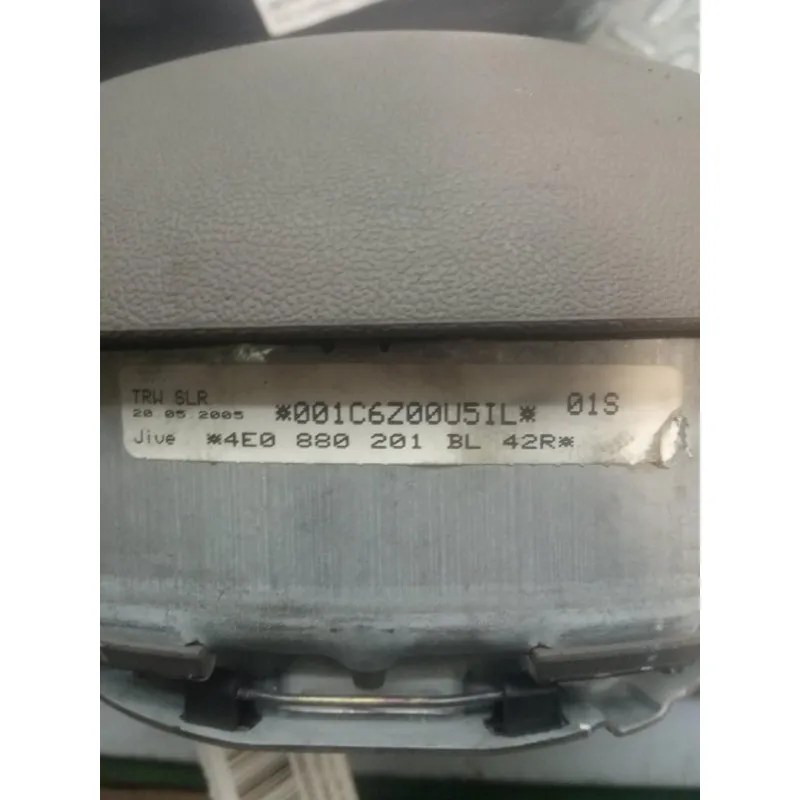 TRW SLR
20 05 2005 *001C6Z00U5IL* 01S
Jive *4E0 880 201 BL 42R*